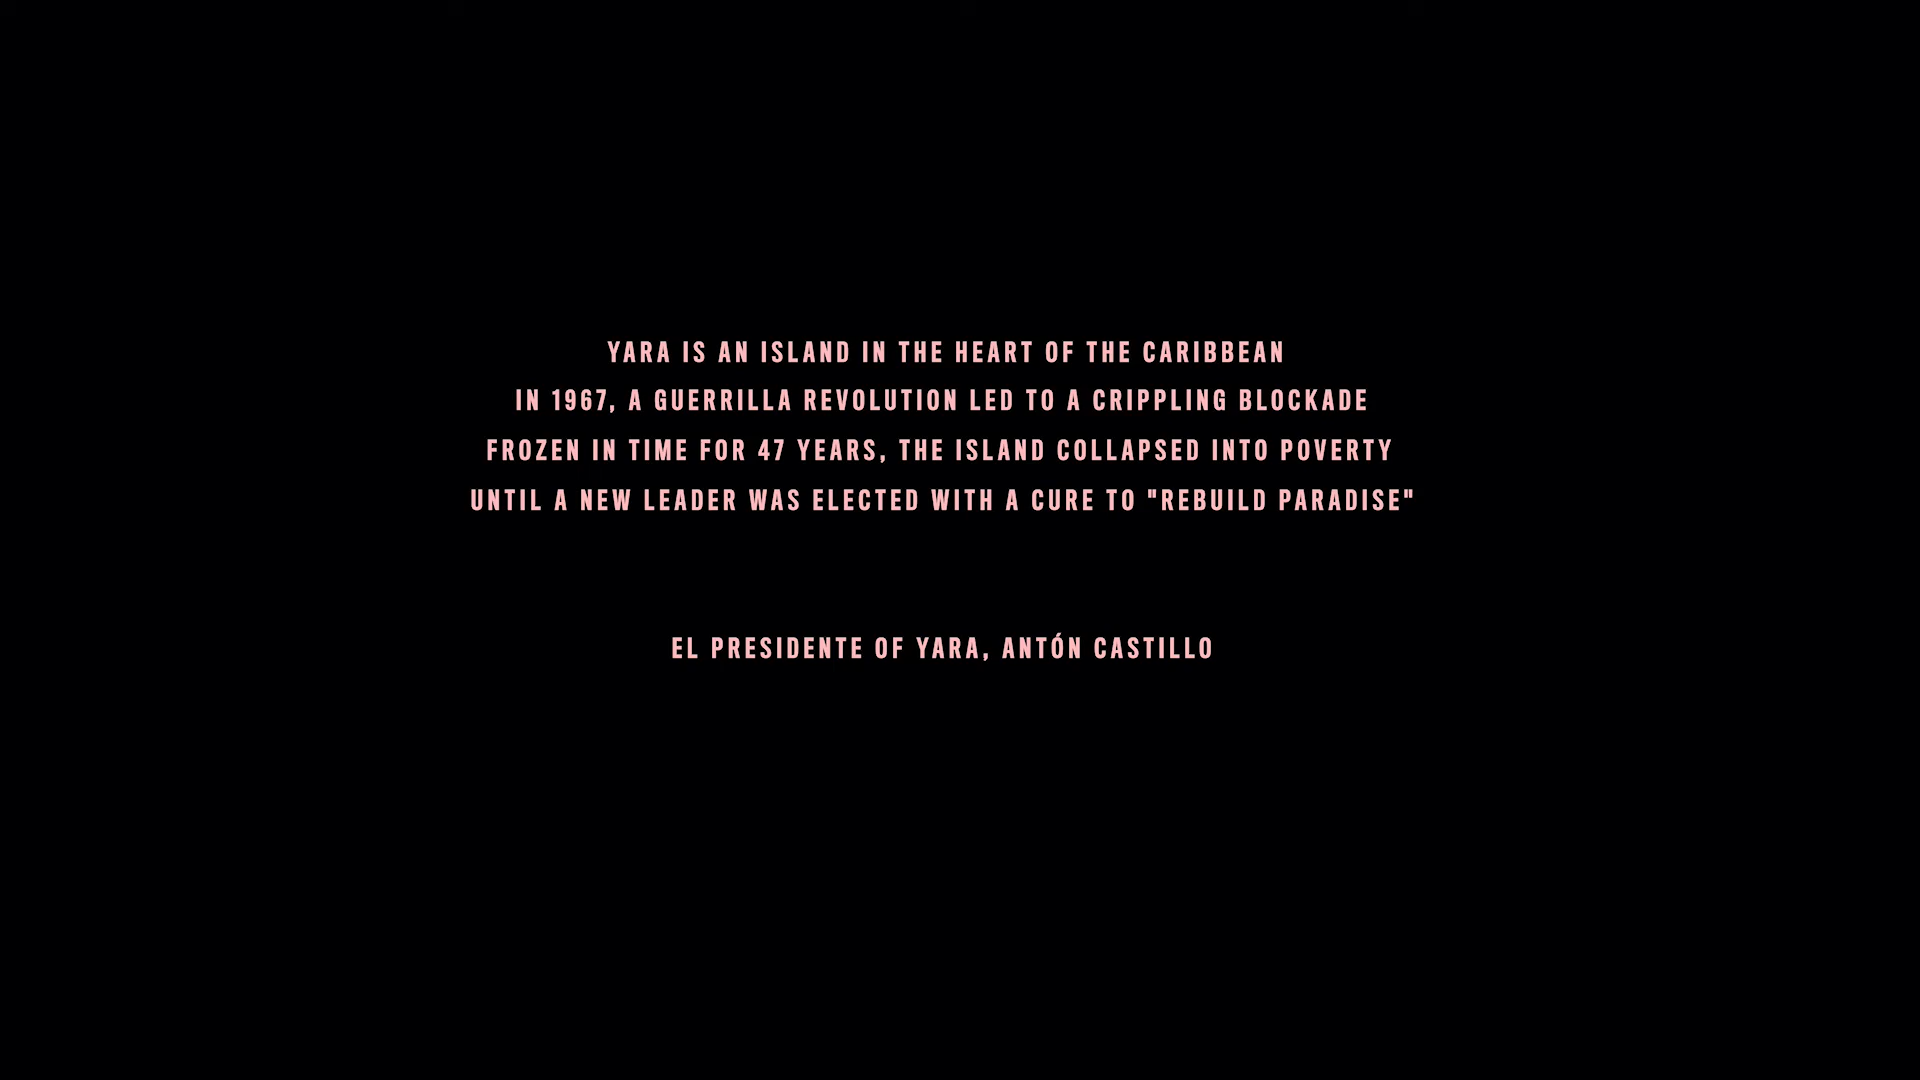 YARA IS AN ISLAND IN THE HEART OF THE CARIBBEAN
IN 1967, A GUERRILLA REVOLUTION LED TO A CRIPPLING BLOCKADE
FROZEN IN TIME FOR 47 YEARS, THE ISLAND COLLAPSED INTO POVERTY
UNTIL A NEW LEADER WAS ELECTED WITH A CURE TO "REBUILD PARADISE"
EL PRESIDENTE OF YARA, ANTÓN CASTILLO